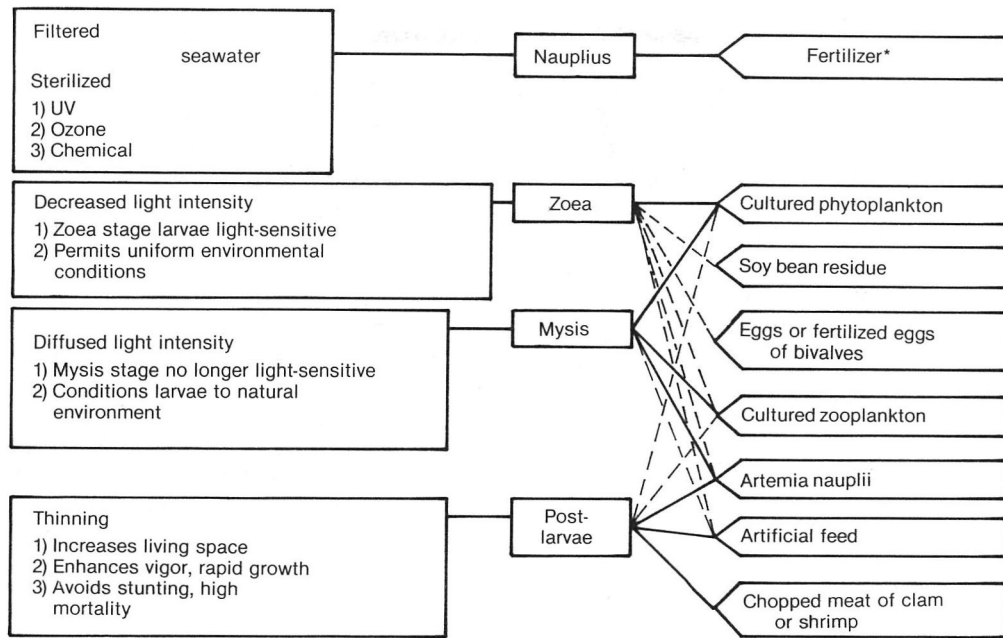 Filtered
seawater
Sterilized
1) UV
2) Ozone
3) Chemical
Nauplius
Fertilizer*
Decreased light intensity
1) Zoea stage larvae light-sensitive
2) Permits uniform environmental
conditions
Zoea
Cultured phytoplankton
Soy bean residue
Eggs or fertilized eggs
of bivalves
Diffused light intensity
1) Mysis stage no longer light-sensitive
2) Conditions larvae to natural
environment
Mysis
Cultured zooplankton
Artemia nauplii
Thinning
1) Increases living space
2) Enhances vigor, rapid growth
3) Avoids stunting, high
mortality
Post-
larvae
Artificial feed
Chopped meat of clam
or shrimp